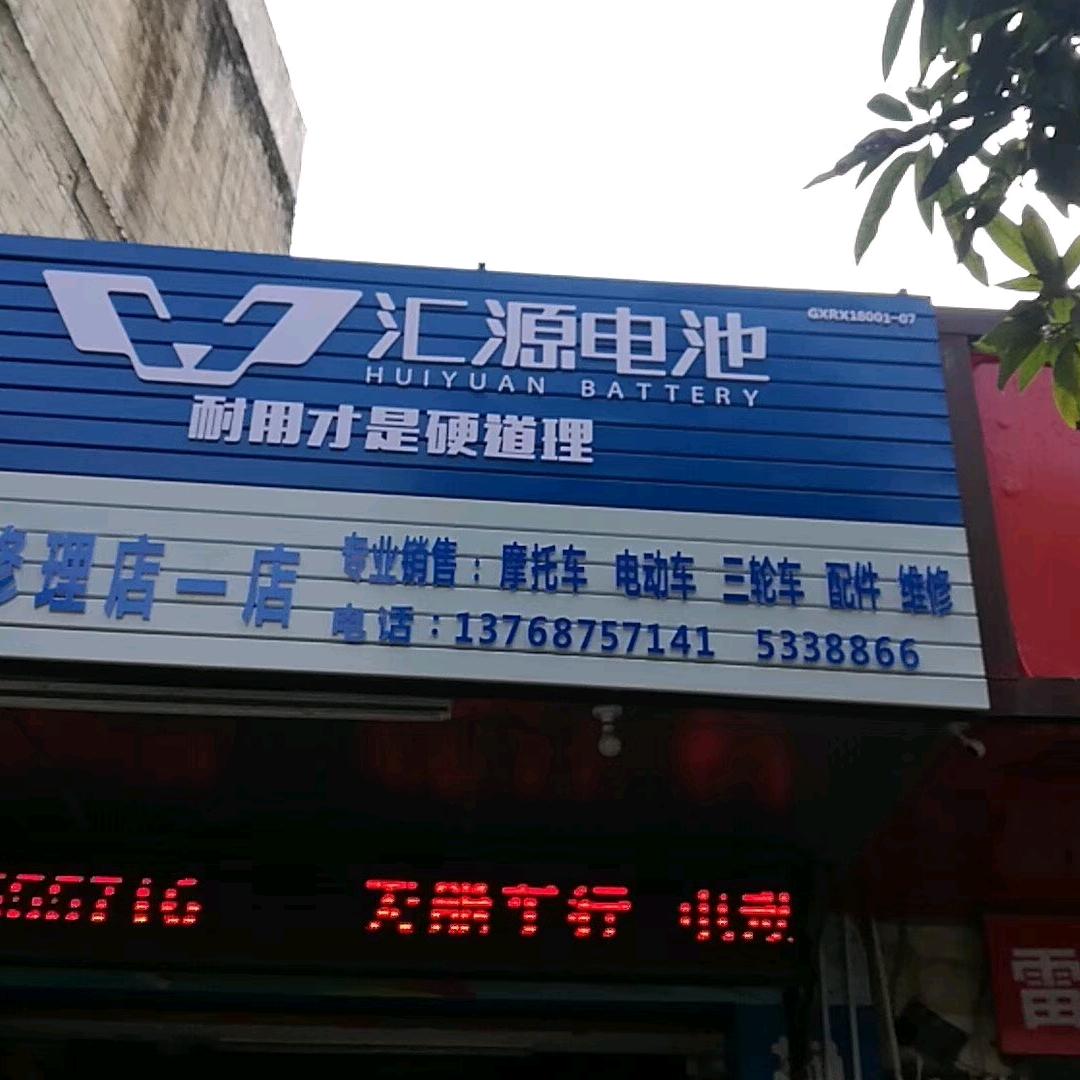 汇源电池
GXRX18001-07
HUIYUAN BATTERY
耐用才是硬道理
修理店一店
专业销售：摩托车 电动车 三轮车 配件 维修
电话：13768757141 5338866
716
雷